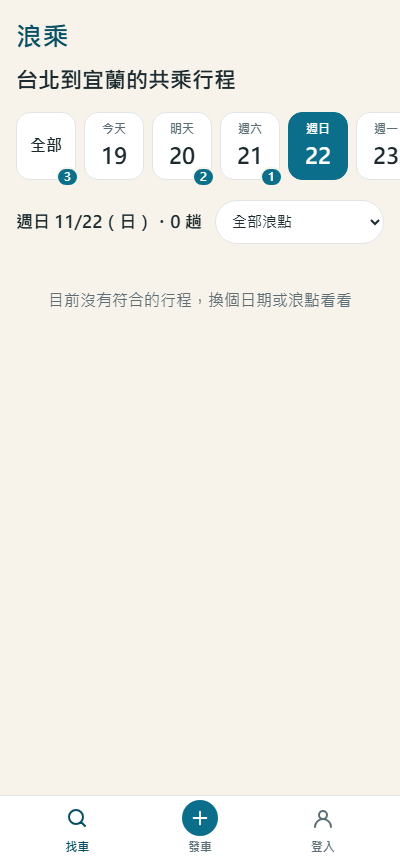 浪乘
台北到宜蘭的共乘行程
全部
3
今天
19
明天
20
2
週六
21
1
週日
22
週一
23
週日 11/22（日）・0 趟
全部浪點
目前沒有符合的行程，換個日期或浪點看看
找車
發車
登入